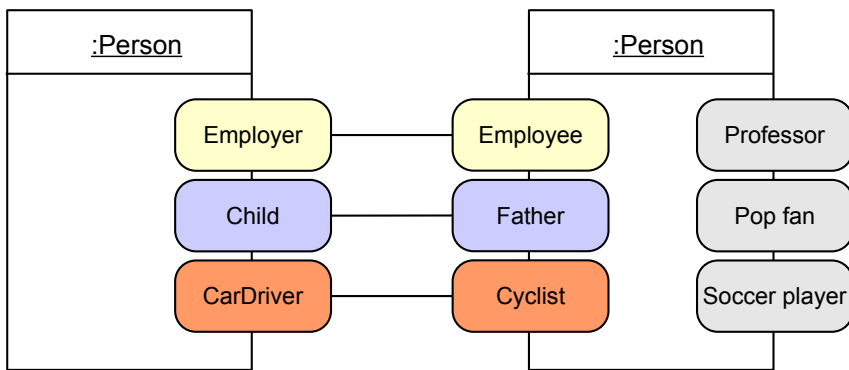 :Person
:Person
Employer
Employee
Professor
Child
Father
Pop fan
CarDriver
Cyclist
Soccer player